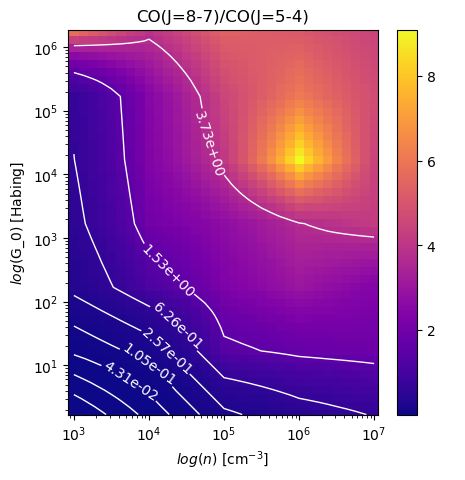 CO(J=8-7)/CO(J=5-4)
10^6
10^5
10^4
10^3
10^2
10^1
log(G_0) [Habing]
3.73e+00
1.53e+00
6.26e-01
2.57e-01
1.05e-01
4.31e-02
8
6
4
2
10^3 10^4 10^5 10^6 10^7
log(n) [cm^−3]